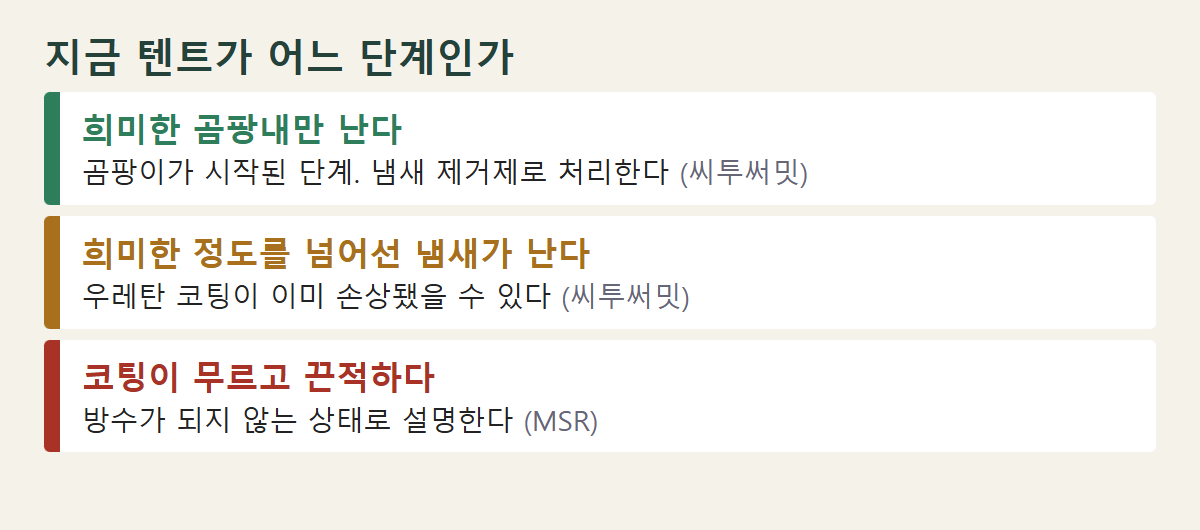 지금 텐트가 어느 단계인가
희미한 곰팡내만 난다
곰팡이가 시작된 단계. 냄새 제거제로 처리한다 (씨투써밋)
희미한 정도를 넘어선 냄새가 난다
우레탄 코팅이 이미 손상됐을 수 있다 (씨투써밋)
코팅이 무르고 끈적하다
방수가 되지 않는 상태로 설명한다 (MSR)